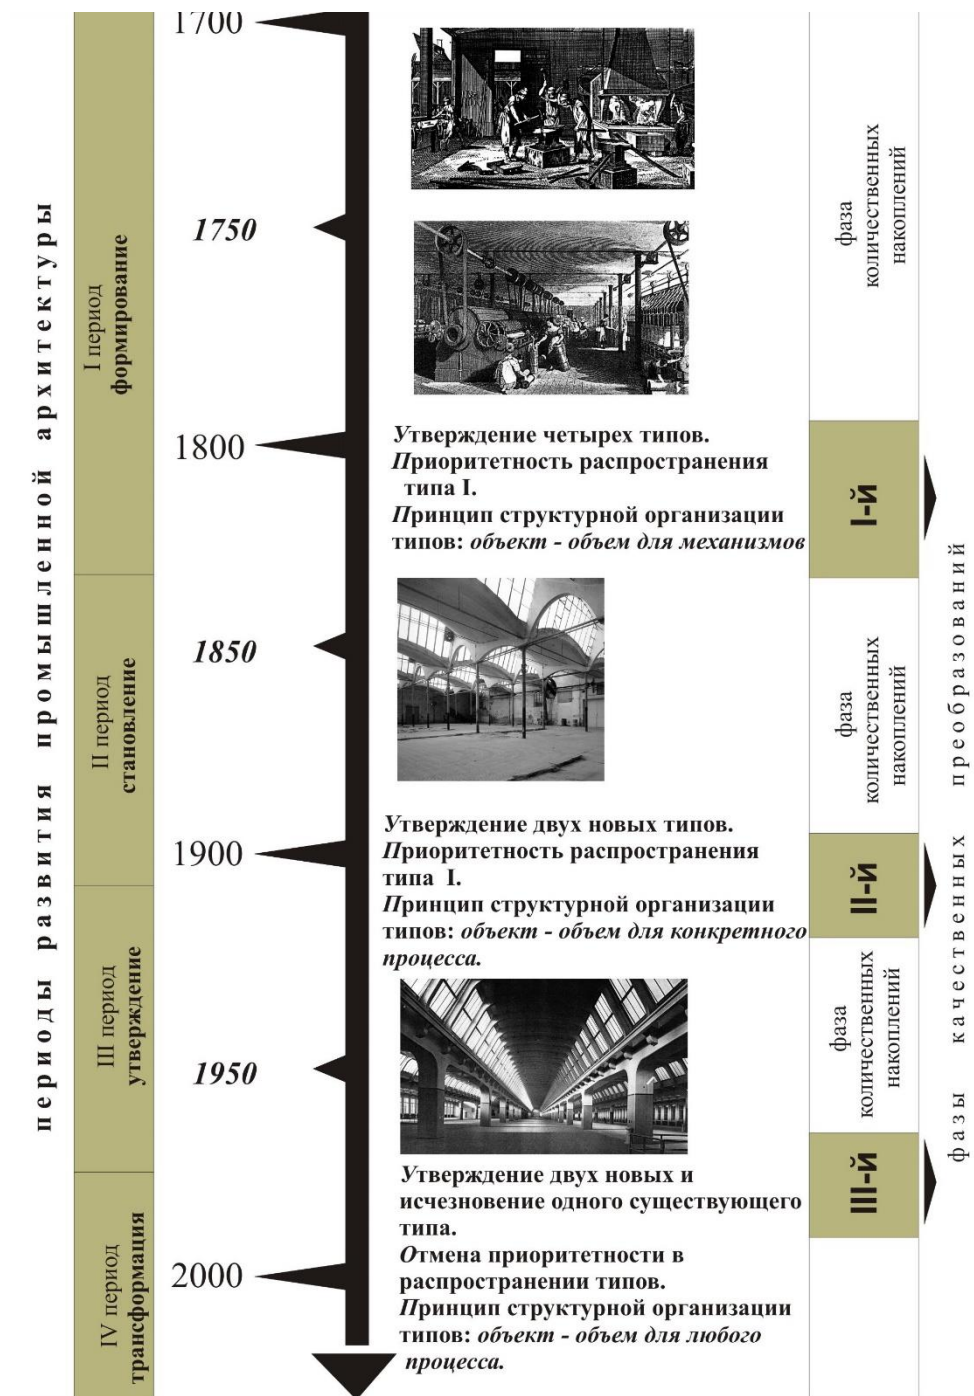 периоды развития промышленной архитектуры
I период
формирование
II период
становление
III период
утверждение
IV период
трансформация
1700
1750
1800
1850
1900
1950
2000
Утверждение четырех типов.
Приоритетность распространения
типа I.
Принцип структурной организации
типов: объект - объем для механизмов
Утверждение двух новых типов.
Приоритетность распространения
типа I.
Принцип структурной организации
типов: объект - объем для конкретного
процесса.
Утверждение двух новых и
исчезновение одного существующего
типа.
Отмена приоритетности в
распространении типов.
Принцип структурной организации
типов: объект - объем для любого
процесса.
фаза
количественных
накоплений
I-й
фаза
количественных
накоплений
II-й
фаза
количественных
накоплений
III-й
фазы качественных преобразований